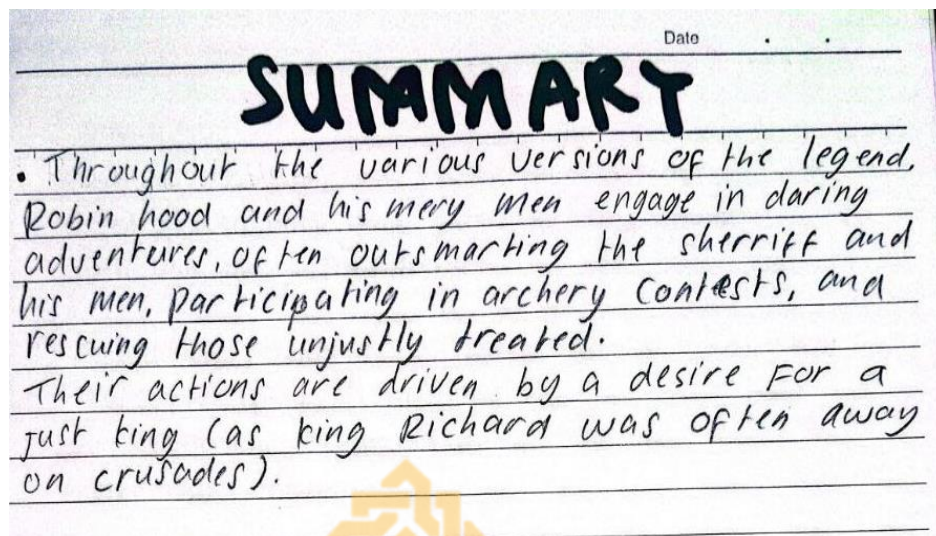 Date . .
SUMMARY
• Throughout the various versions of the legend,
Robin hood and his mery men engage in daring
adventures, often outsmarting the sherriff and
his men, participating in archery contests, and
rescuing those unjustly treated.
Their actions are driven by a desire for a
just king (as king Richard was often away
on crusades).